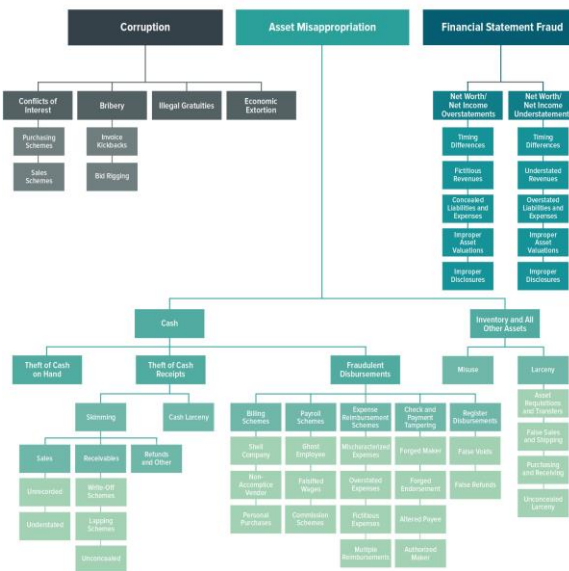 Corruption
Asset Misappropriation
Financial Statement Fraud
Conflicts of
Interest
Bribery
Illegal Gratuities
Economic
Extortion
Net Worth/
Net Income
Overstatements
Net Worth/
Net Income
Understatements
Purchasing
Schemes
Invoice
Kickbacks
Timing
Differences
Timing
Differences
Sales
Schemes
Bid Rigging
Fictitious
Revenues
Understated
Revenues
Concealed
Liabilities and
Expenses
Overstated
Liabilities and
Expenses
Improper
Asset
Valuations
Improper
Asset
Valuations
Improper
Disclosures
Improper
Disclosures
Cash
Inventory and All
Other Assets
Theft of Cash
on Hand
Theft of Cash
Receipts
Fraudulent
Disbursements
Misuse
Larceny
Skimming
Cash Larceny
Billing Schemes
Payroll Schemes
Expense
Reimbursement
Schemes
Check and
Payment
Tampering
Register
Disbursements
Asset
Requisitions
and Transfers
False Sales
and Shipping
Purchasing
and Receiving
Unconcealed
Larceny
Sales
Receivables
Refunds
and Other
Shell
Company
Ghost
Employee
Mischaracterized
Expenses
Forged Maker
False Voids
Unrecorded
Write-Off
Schemes
Non-
Accomplice
Vendor
Falsified
Wages
Overstated
Expenses
Forged
Endorsement
False Refunds
Understated
Lapping
Schemes
Personal
Purchases
Commission
Schemes
Fictitious
Expenses
Altered Payee
Unconcealed
Multiple
Reimbursements
Authorized
Maker